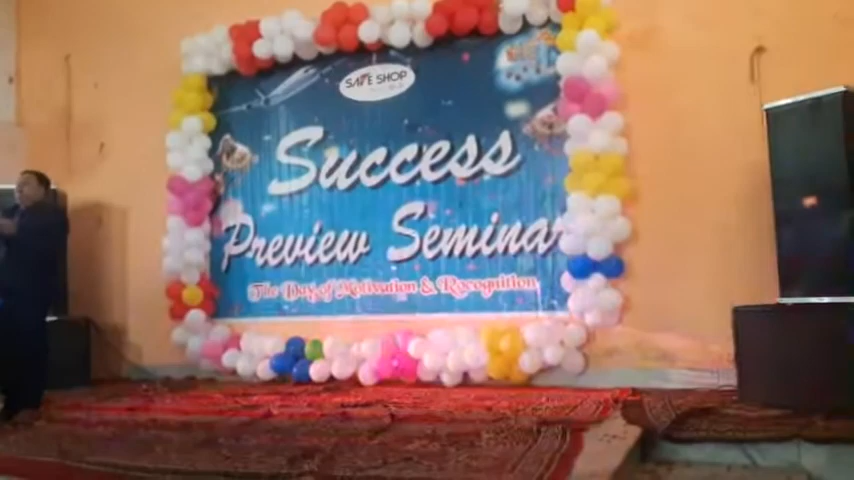 SAFE SHOP
Success
Preview Seminar
The Day of Motivation & Recognition